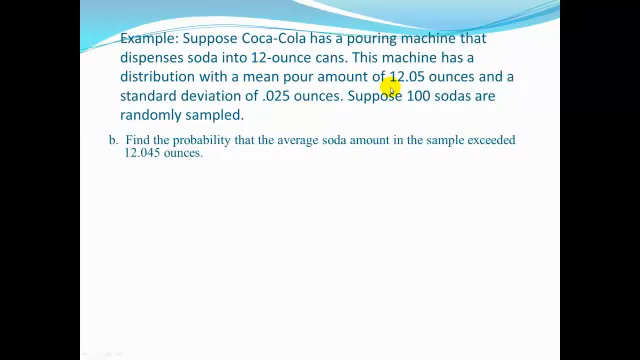 Example: Suppose Coca-Cola has a pouring machine that
dispenses soda into 12-ounce cans. This machine has a
distribution with a mean pour amount of 12.05 ounces and a
standard deviation of .025 ounces. Suppose 100 sodas are
randomly sampled.
b. Find the probability that the average soda amount in the sample exceeded
12.045 ounces.